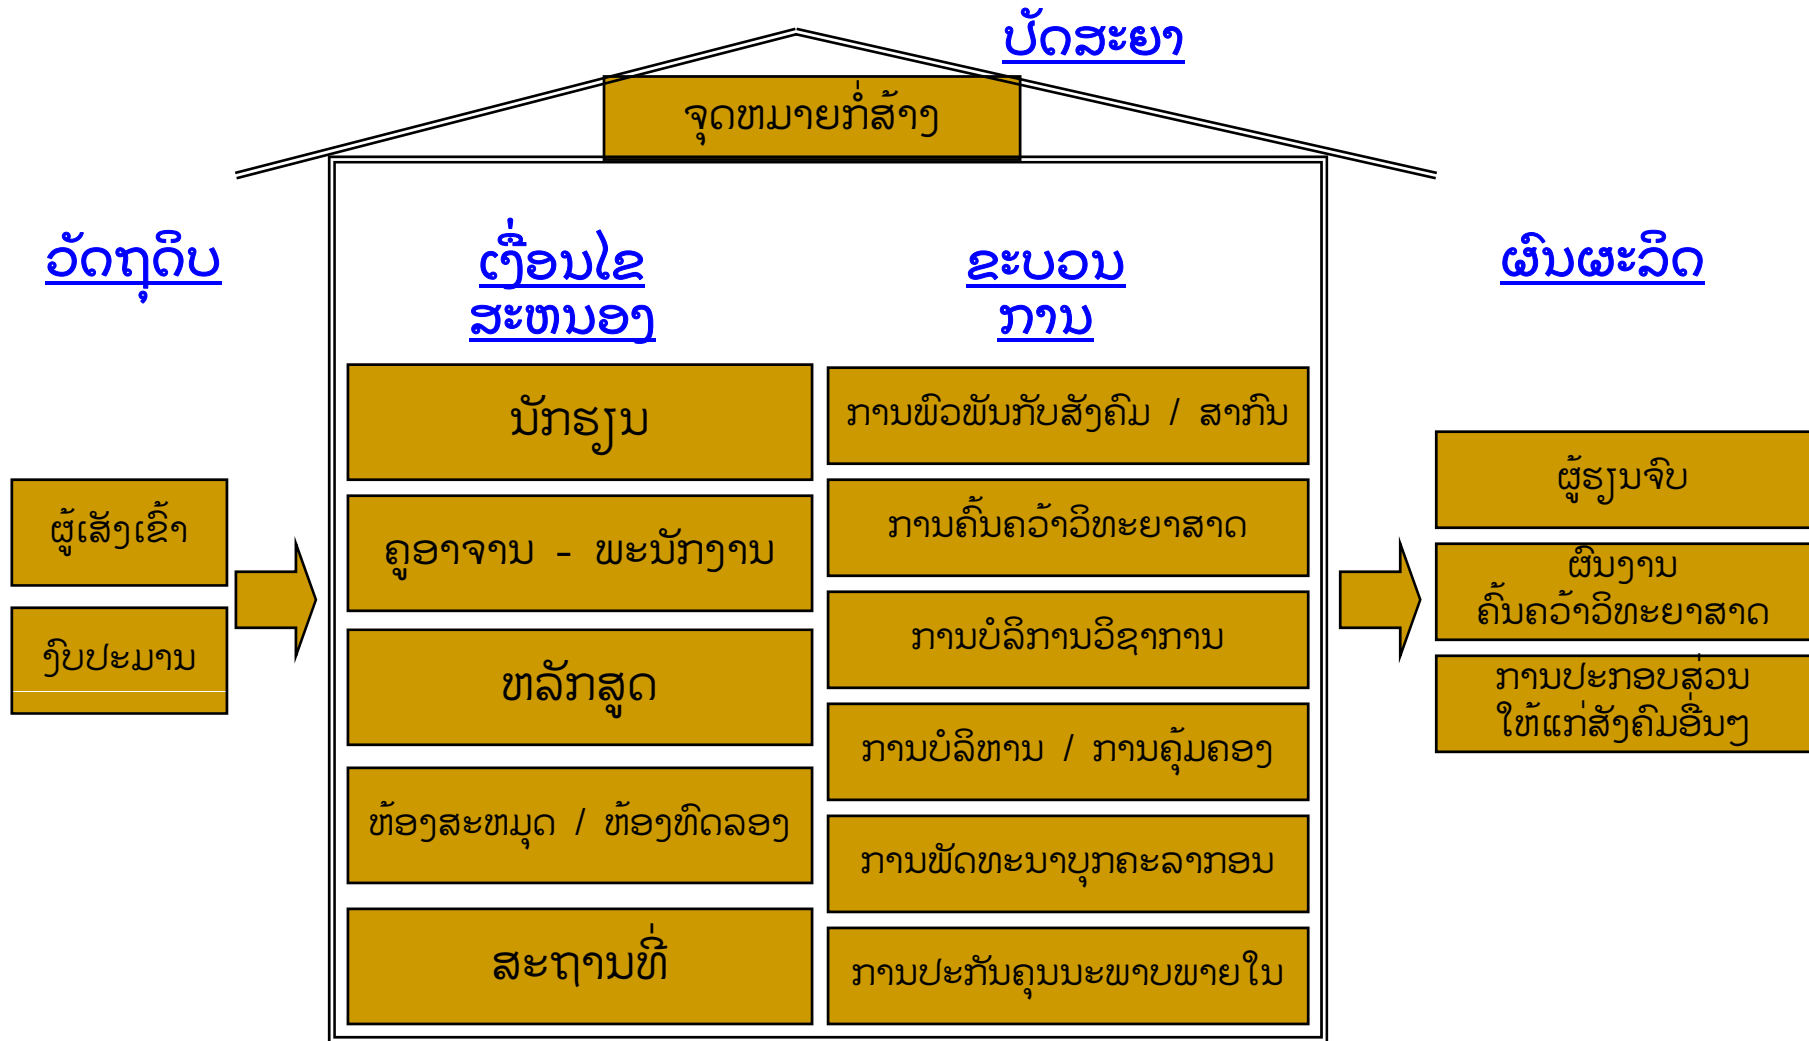 ປັດສະຍາ
ຈຸດຫມາຍກໍ່ສ້າງ
ວັດຖຸດິບ
ເງື່ອນໄຂ
ສະຫນອງ
ຂະບວນ
ການ
ຜົນຜະລິດ
ຜູ້ເສັງເຂົ້າ
ງົບປະມານ
ນັກຮຽນ
ຄູອາຈານ - ພະນັກງານ
ຫລັກສູດ
ຫ້ອງສະຫມຸດ / ຫ້ອງທົດລອງ
ສະຖານທີ່
ການພົວພັນກັບສັງຄົມ / ສາກົນ
ການຄົ້ນຄວ້າວິທະຍາສາດ
ການບໍລິການວິຊາການ
ການບໍລິຫານ / ການຄຸ້ມຄອງ
ການພັດທະນາບຸກຄະລາກອນ
ການປະກັນຄຸນນະພາບພາຍໃນ
ຜູ້ຮຽນຈົບ
ຜົນງານ
ຄົ້ນຄວ້າວິທະຍາສາດ
ການປະກອບສ່ວນ
ໃຫ້ແກ່ສັງຄົມອື່ນໆ